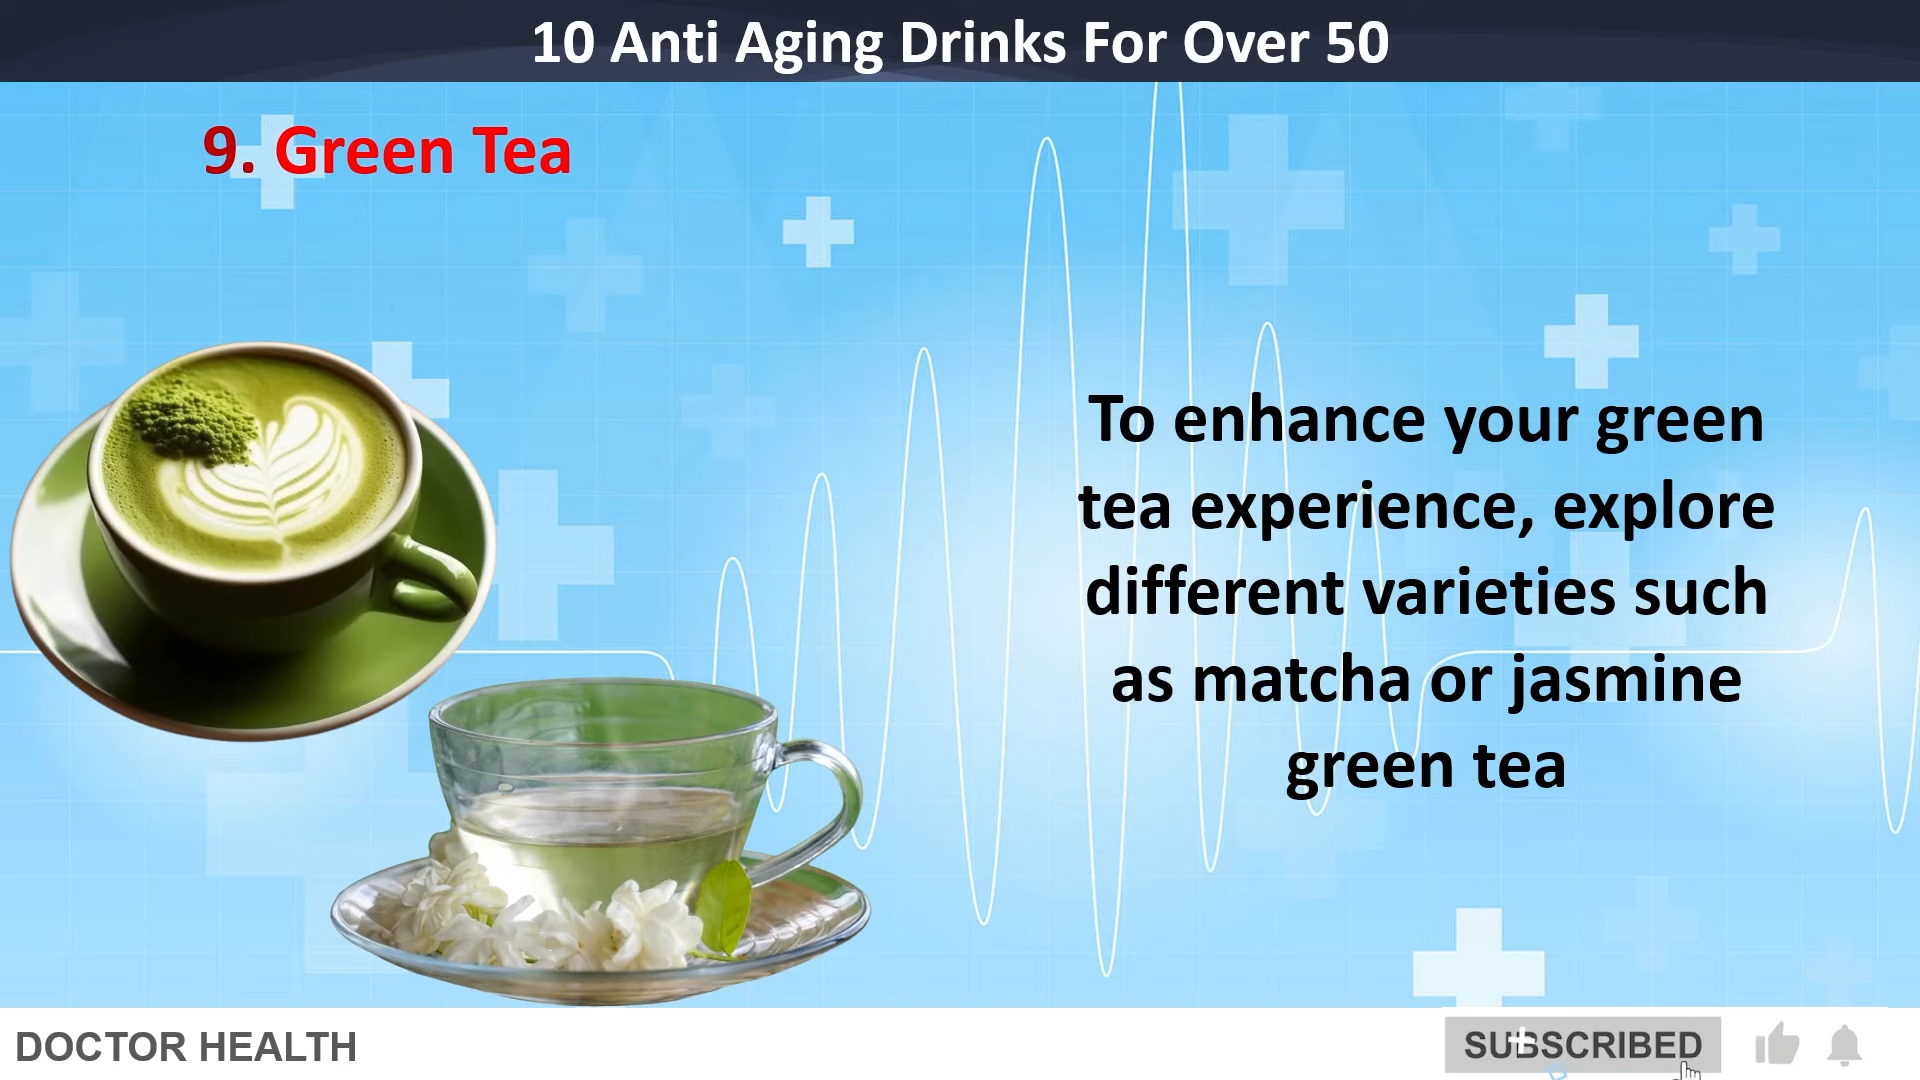 10 Anti Aging Drinks For Over 50
9. Green Tea
To enhance your green
tea experience, explore
different varieties such
as matcha or jasmine
green tea
DOCTOR HEALTH
SUBSCRIBED